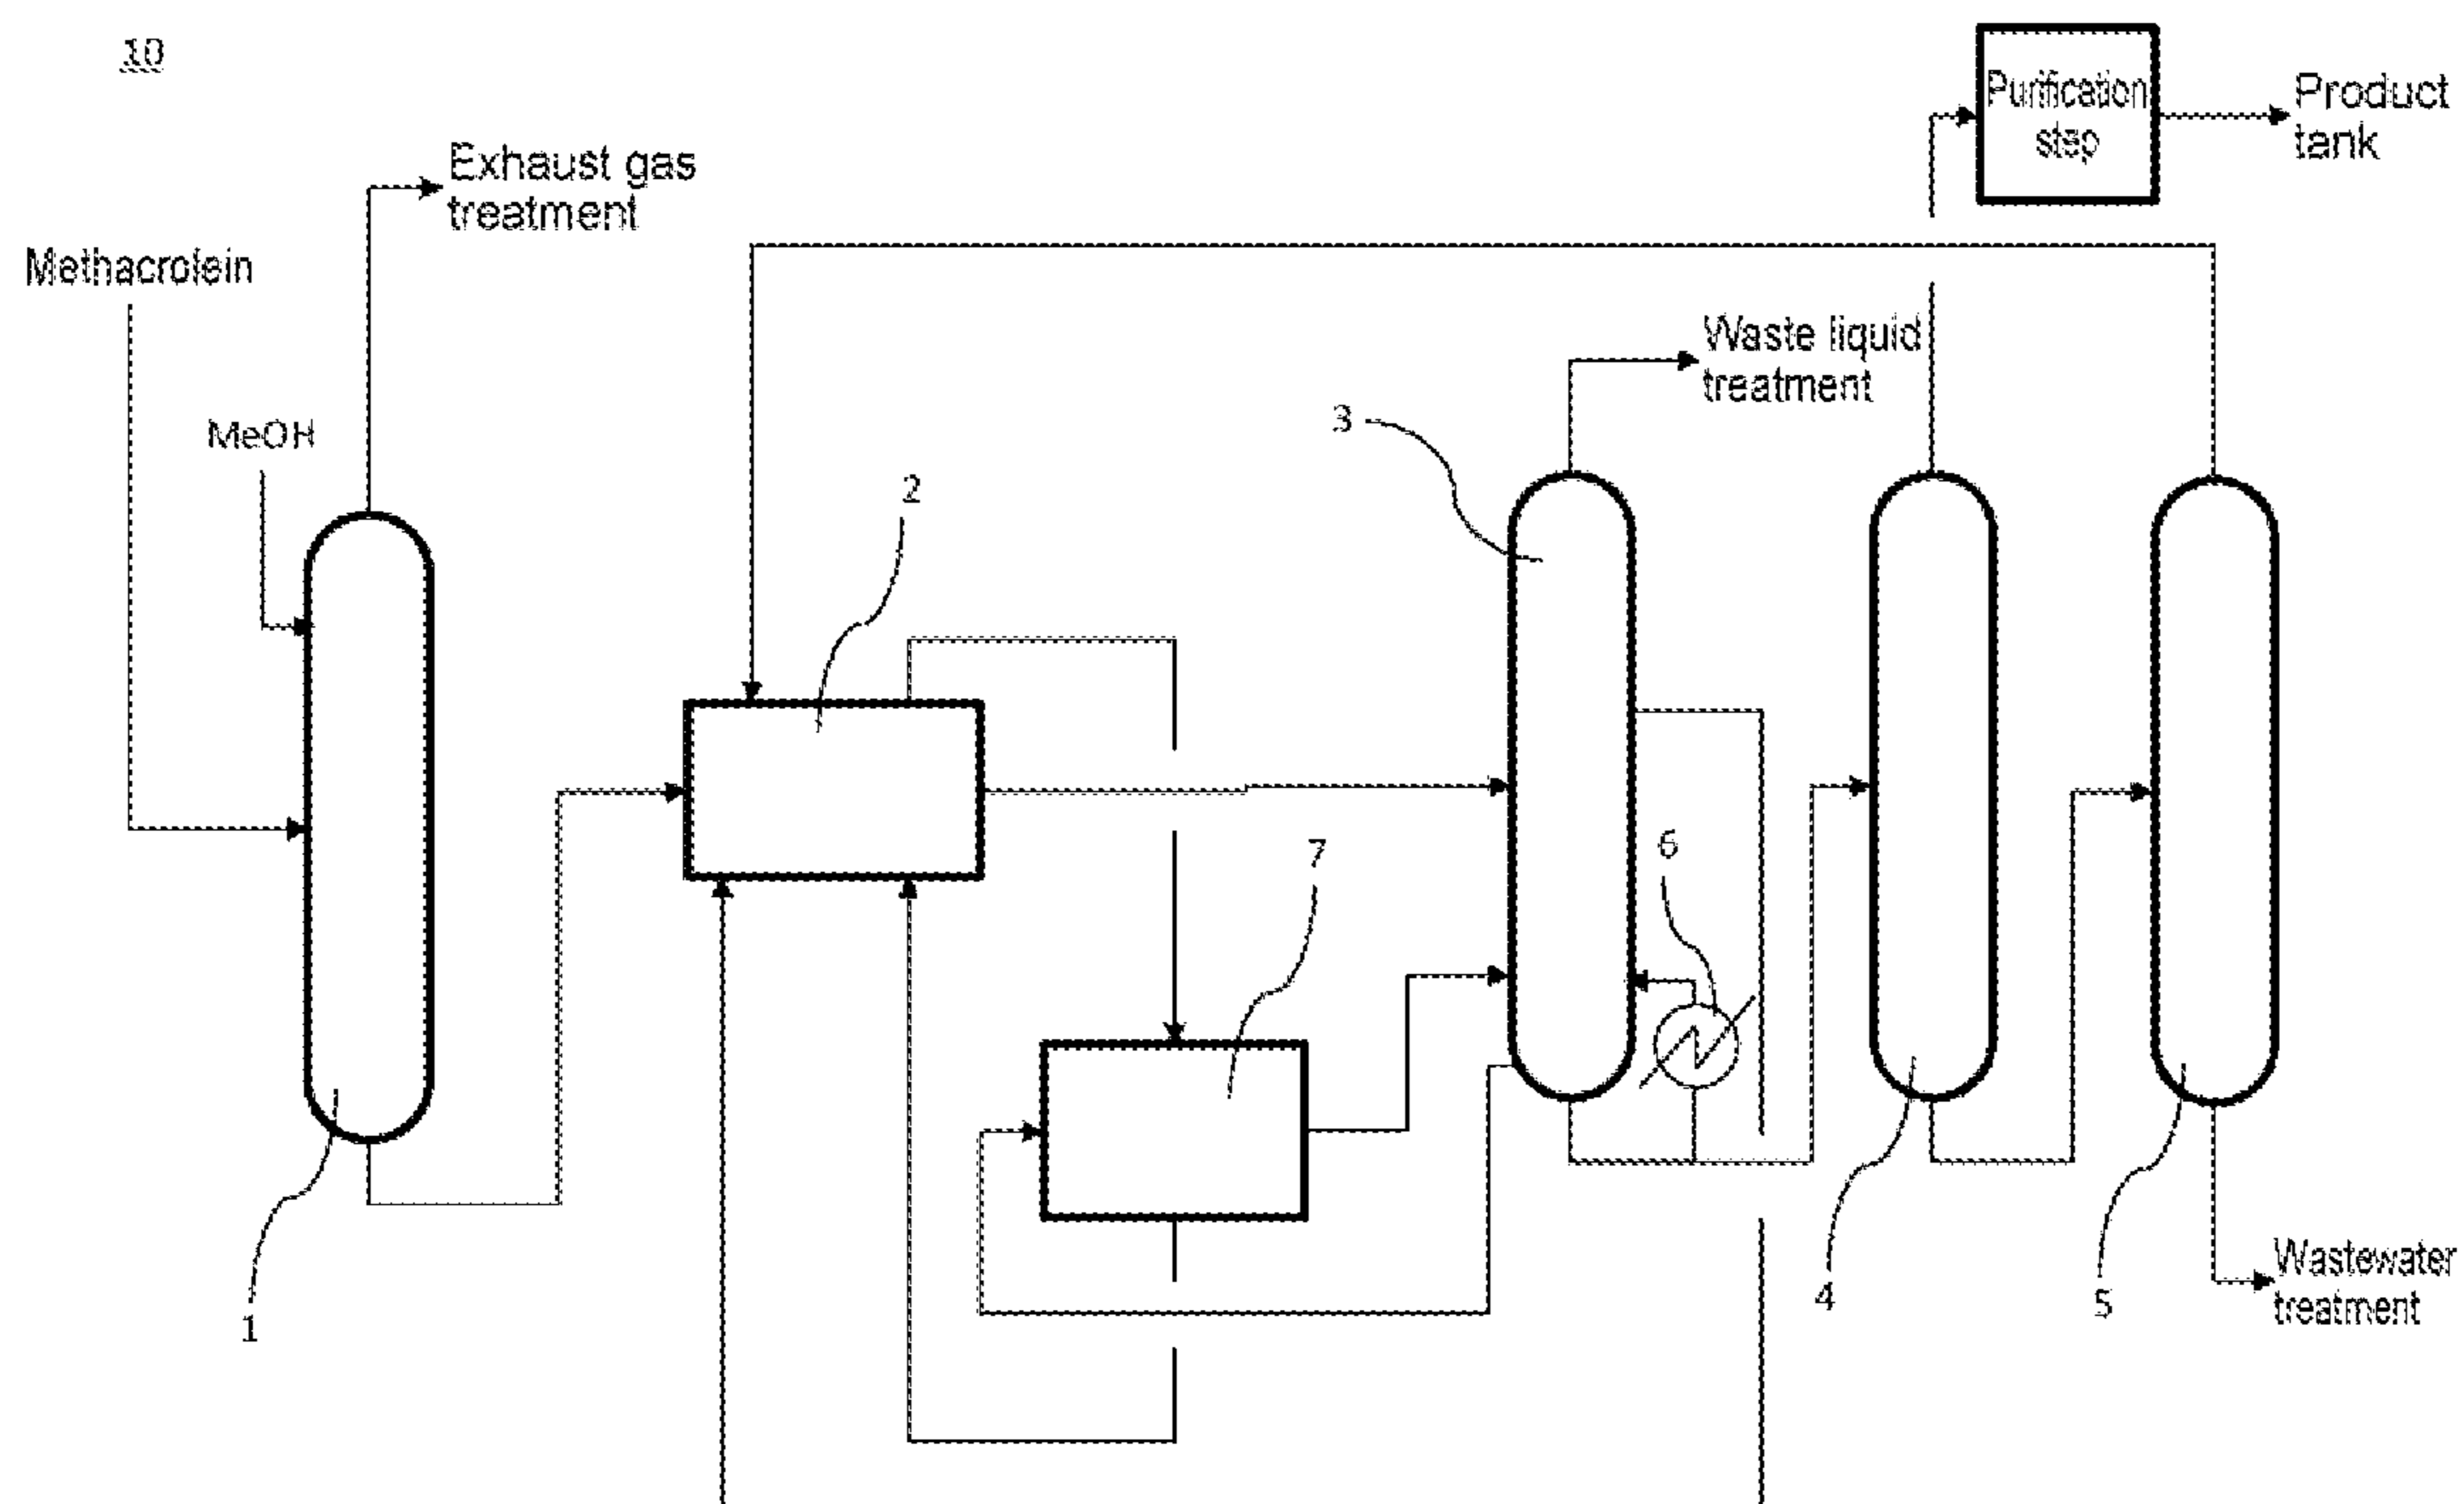 10
Purification
step
Product
tank
Exhaust gas
treatment
Methacrolein
Waste liquid
treatment
MeOH
3
2
7
6
1
4
5
Wastewater
treatment